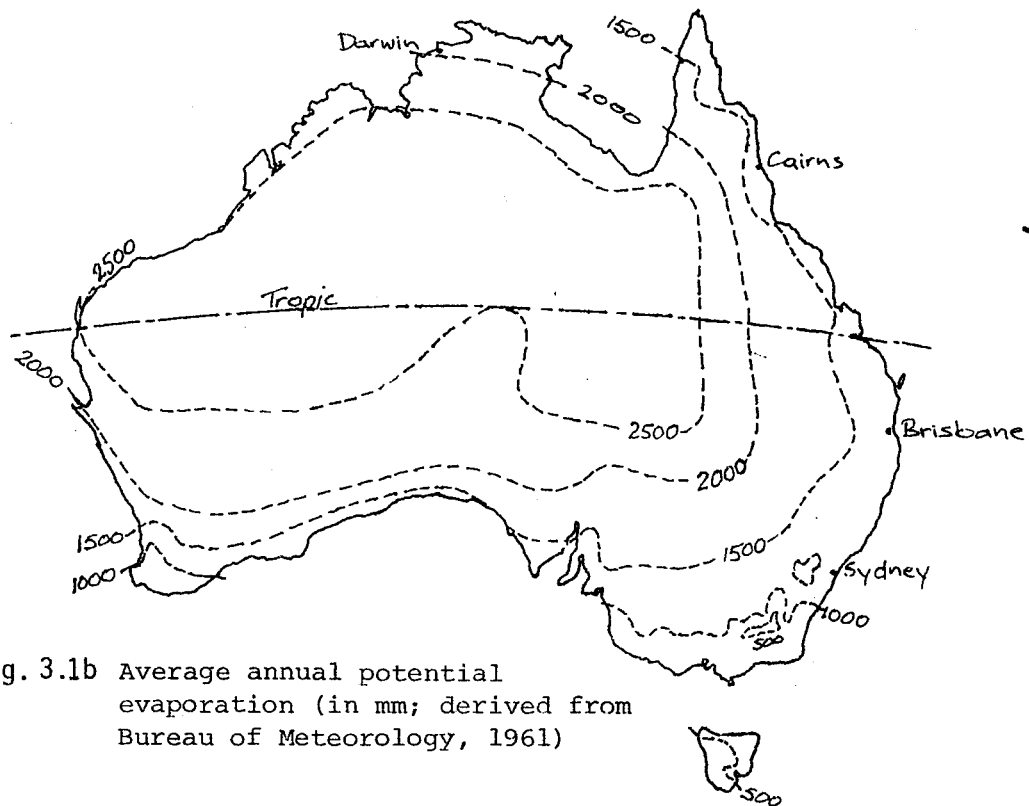 1500
Darwin
2000
Cairns
2500
Tropic
2000
2500
Brisbane
2000
1500
1500
1000
Sydney
1000
500
g. 3.1b Average annual potential
evaporation (in mm; derived from
Bureau of Meteorology, 1961)
500